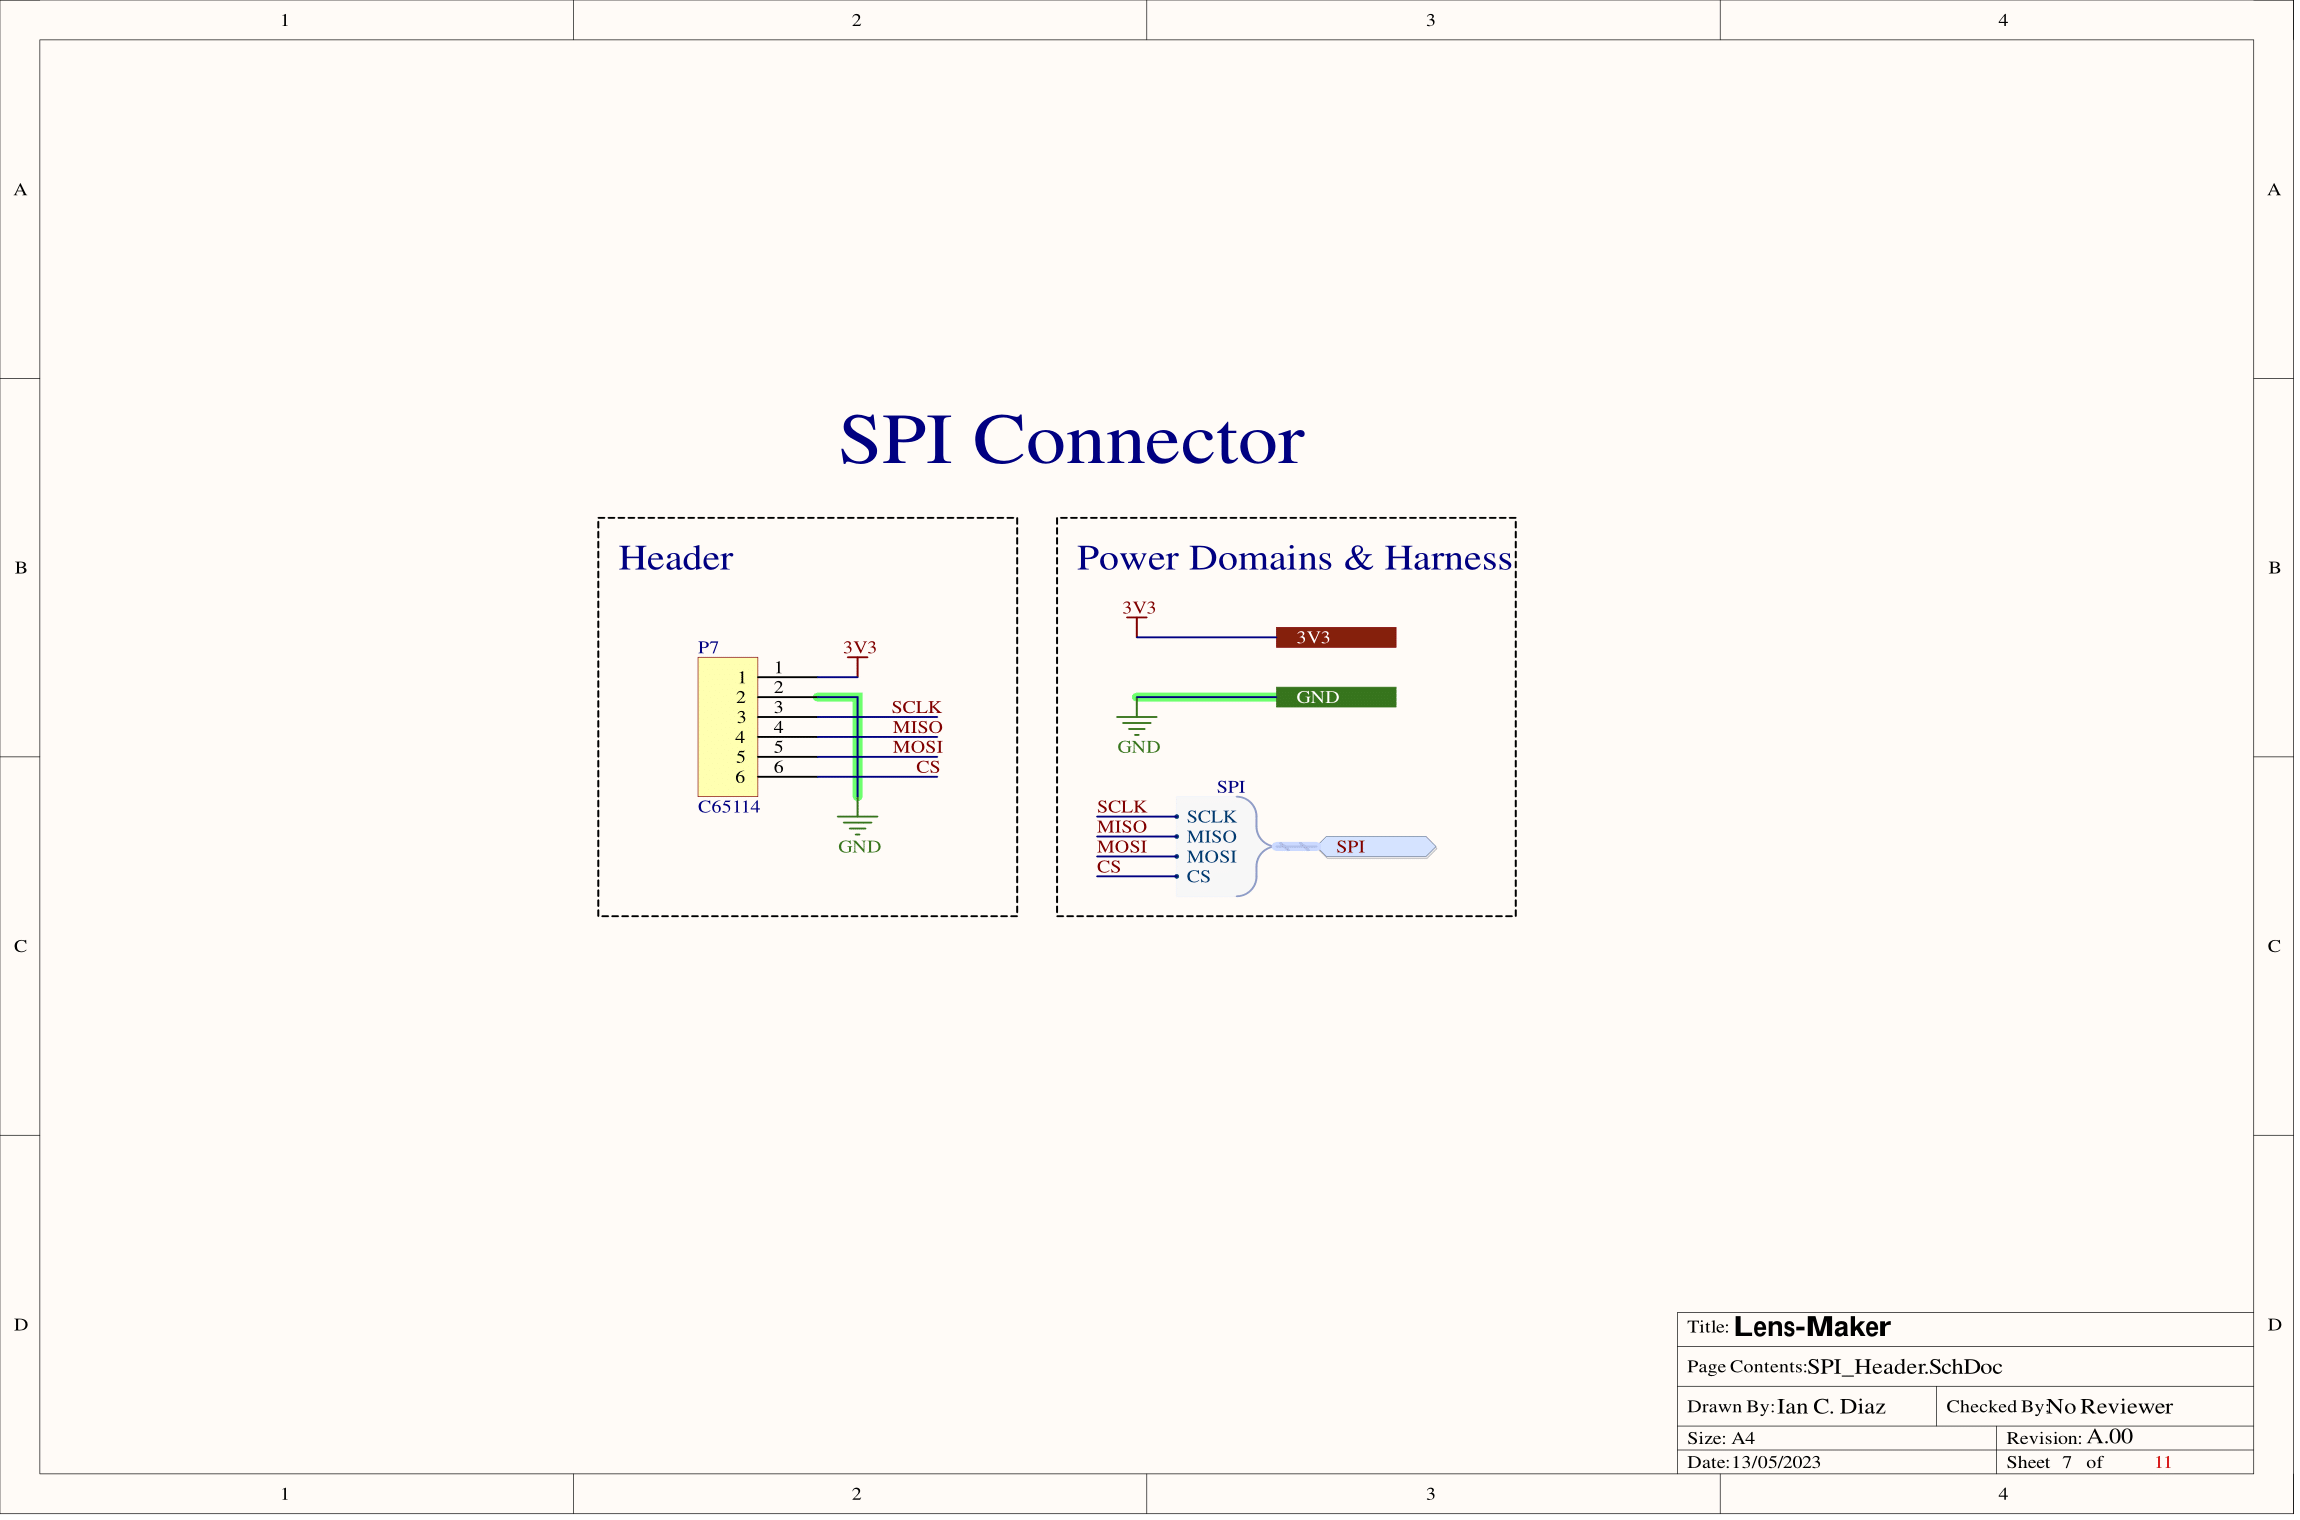 1 2 3 4
A A
SPI Connector
B B
Header
Power Domains & Harness
P7
3V3
1 1
2 2
3 3 SCLK
4 4 MISO
5 5 MOSI
6 6 CS
C65114
GND
3V3
3V3
GND
GND
SPI
SCLK SCLK
MISO MISO
MOSI MOSI
CS CS
SPI
C C
D D
Title: Lens-Maker
Page Contents:SPI_Header.SchDoc
Drawn By: Ian C. Diaz Checked By:No Reviewer
Size: A4 Revision: A.00
Date:13/05/2023 Sheet 7 of 11
1 2 3 4